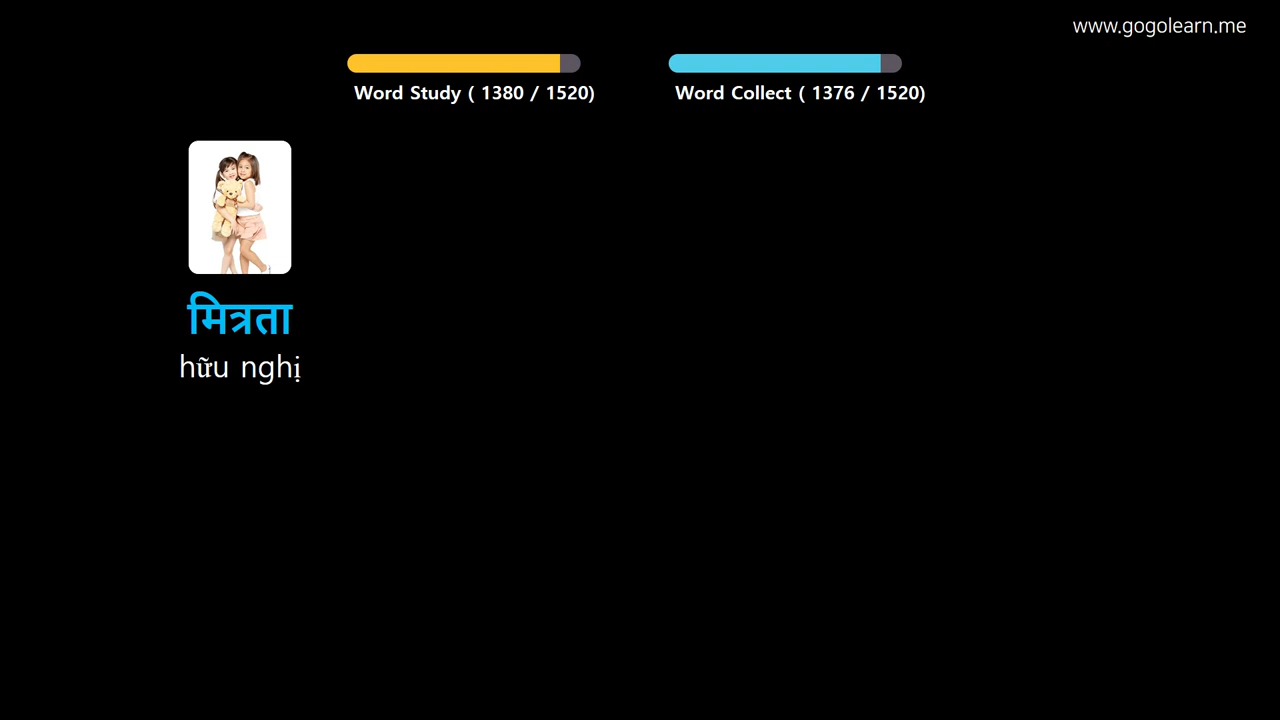 www.gogolearn.me
Word Study ( 1380 / 1520)
Word Collect ( 1376 / 1520)
मित्रता
hữu nghị